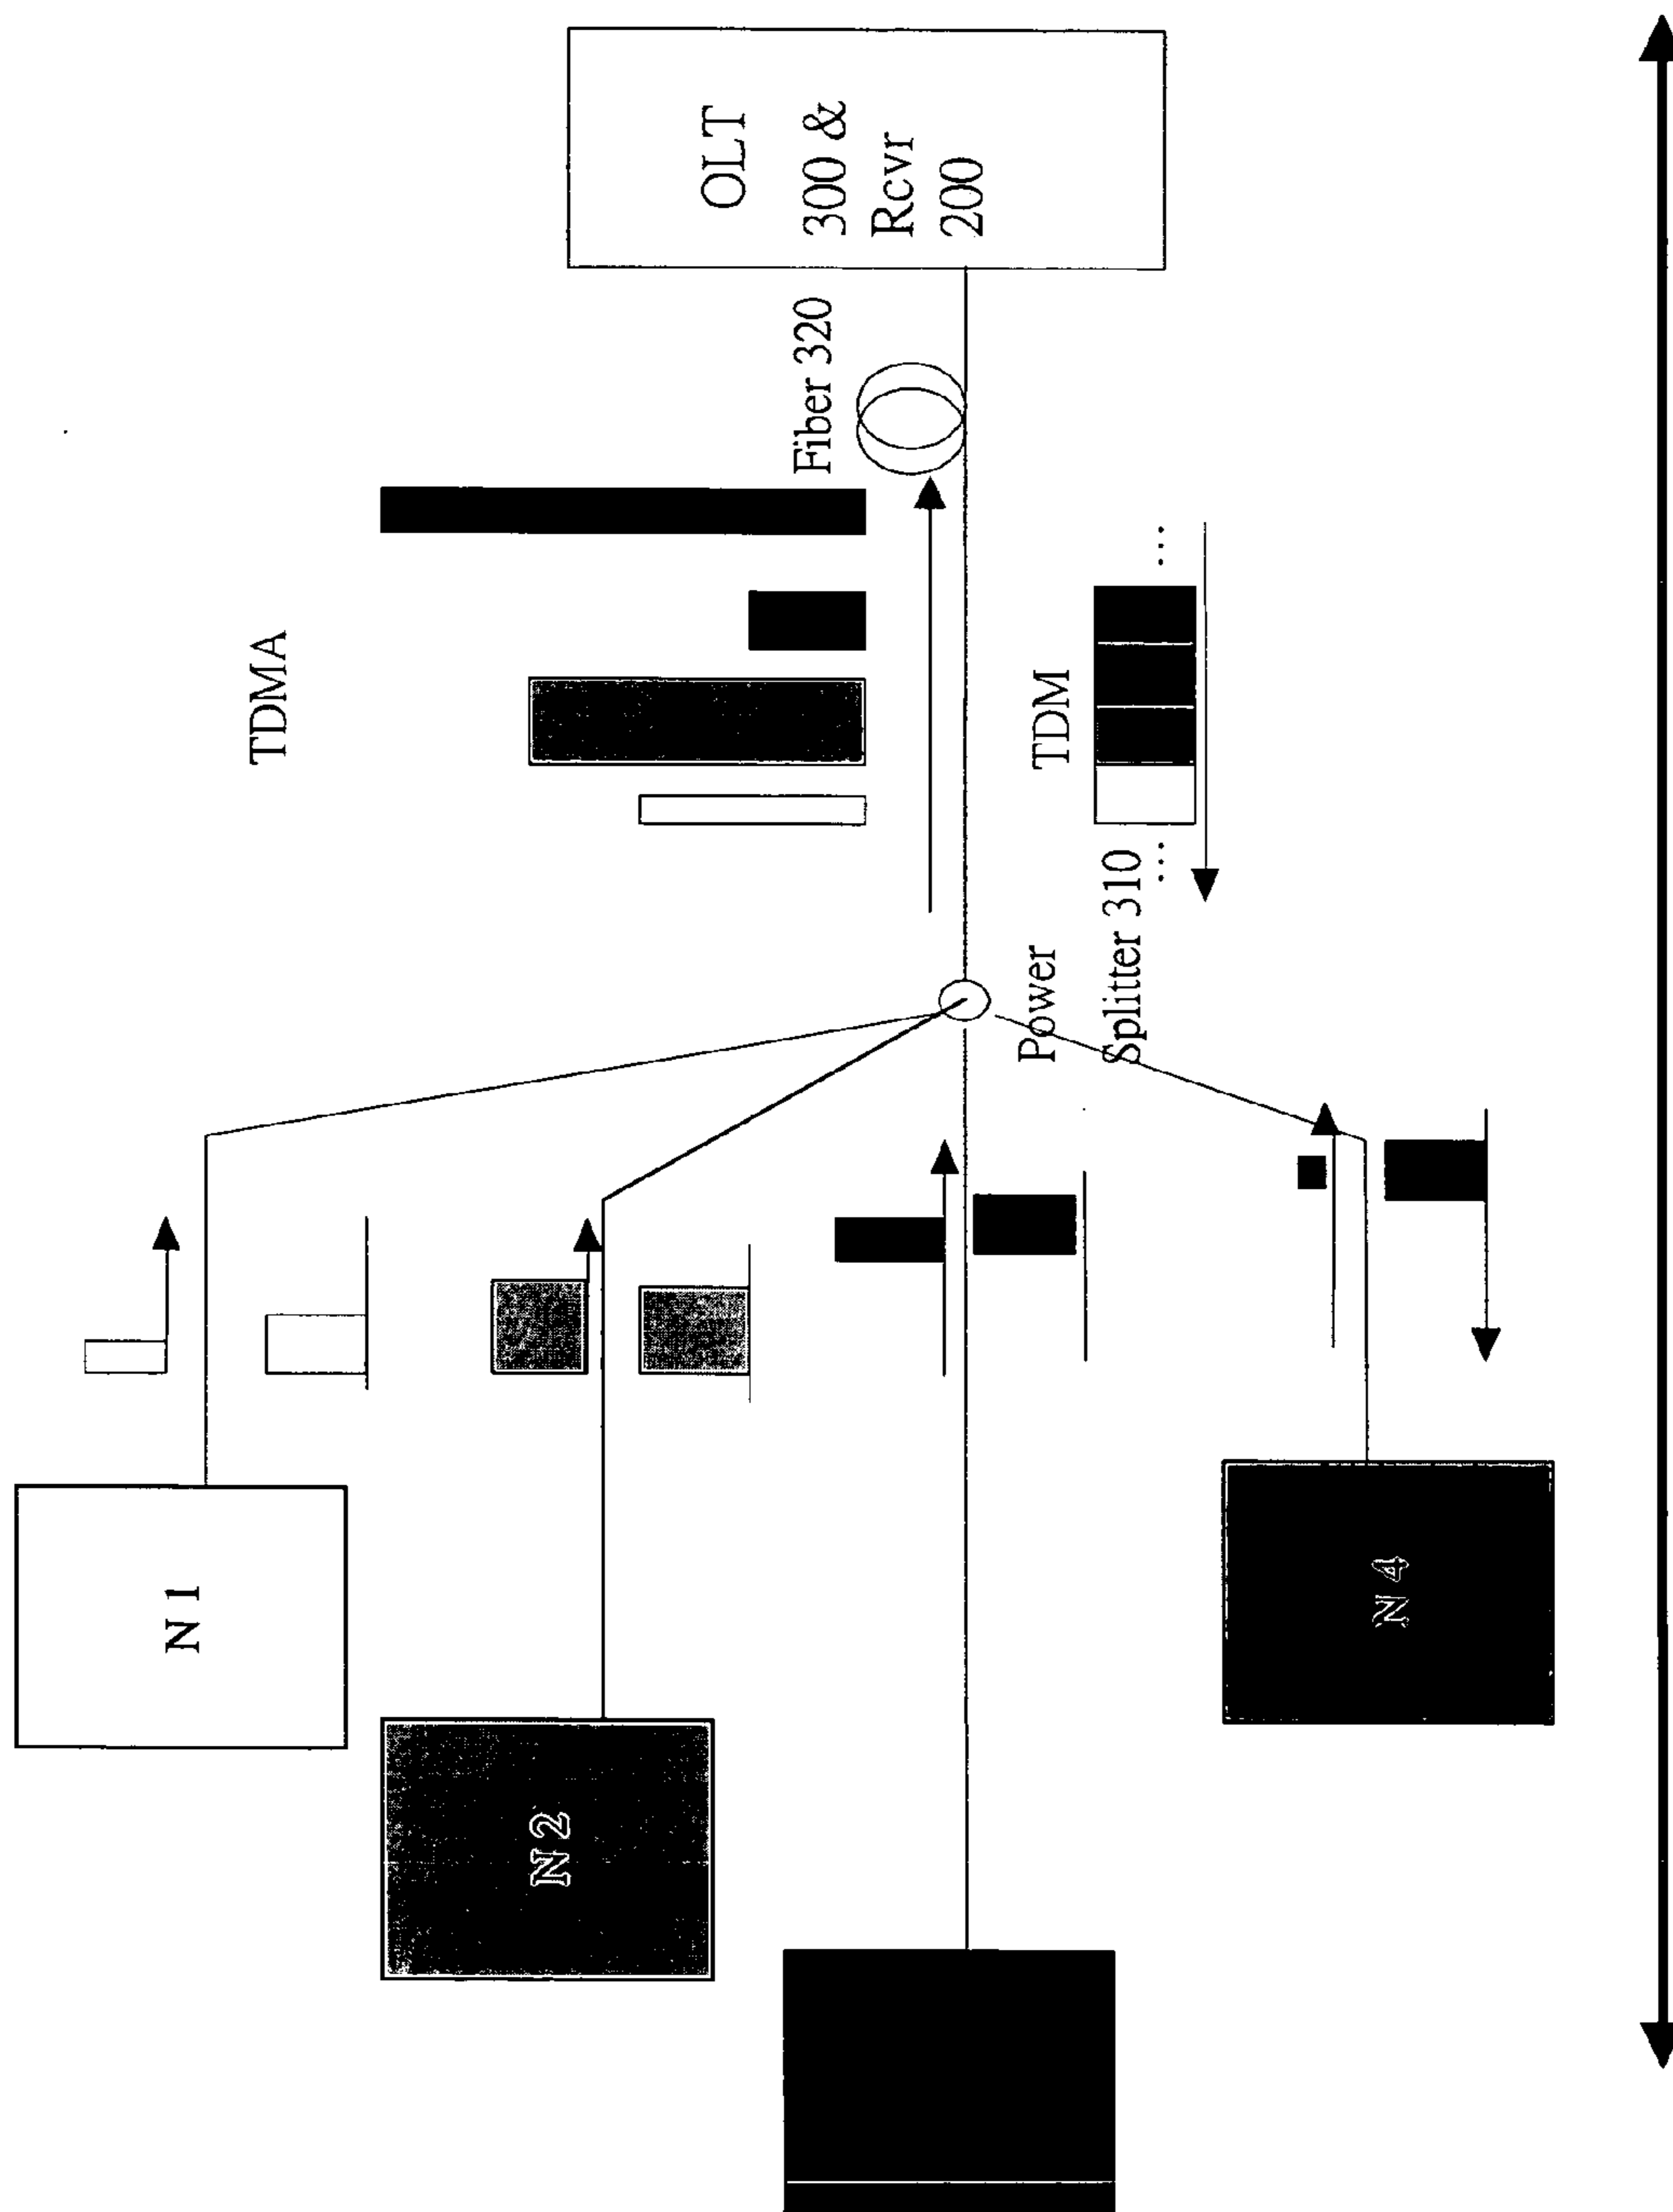 N 1
N 2
N 4
TDMA
TDM
...
...
Power
Splitter 310
Fiber 320
OLT
300 &
Rcvr
200